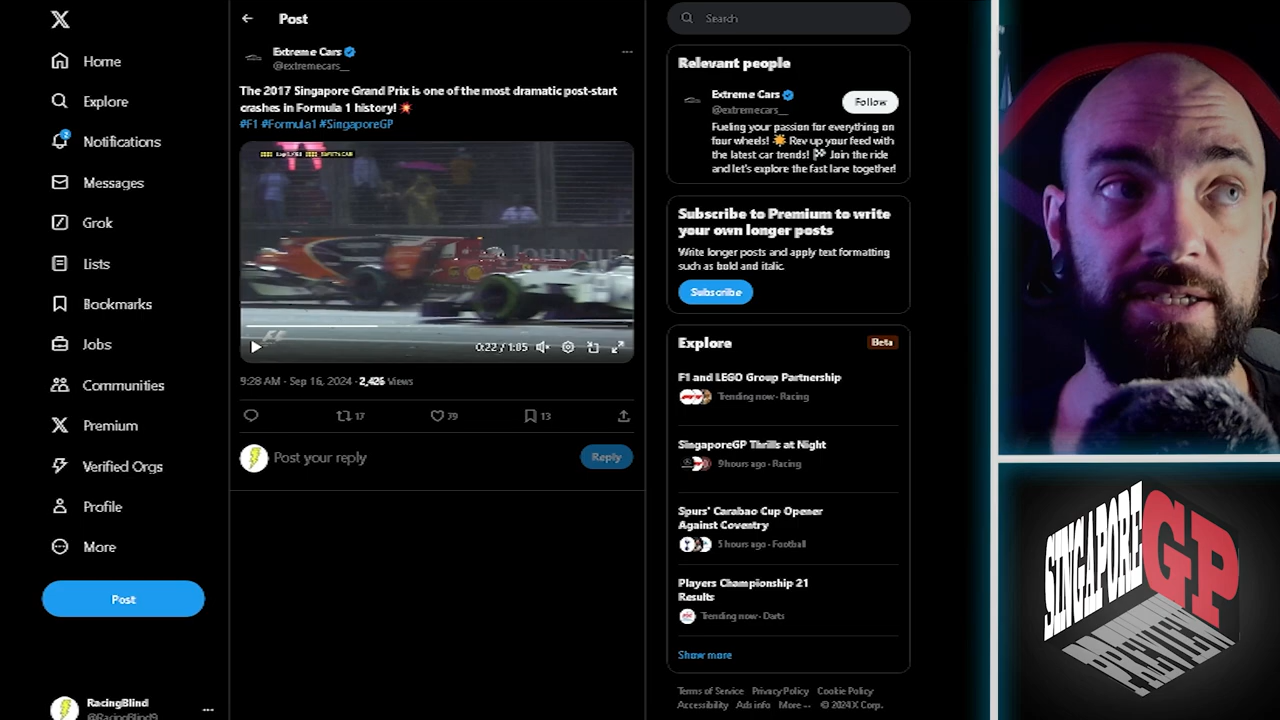 Home
Explore
2
Notifications
Messages
Grok
Lists
Bookmarks
Jobs
Communities
Premium
Verified Orgs
Profile
More
Post
RacingBlind
@RacingBlind9
Post
Extreme Cars
@extremecars__
The 2017 Singapore Grand Prix is one of the most dramatic post-start
crashes in Formula 1 history!
#F1 #Formula1 #SingaporeGP
SAFETY CAR
JOHNNIE
0:22 / 1:05
9:28 AM · Sep 16, 2024 · 2,426 Views
17
79
13
Post your reply
Reply
Search
Relevant people
Extreme Cars
@extremecars__
Follow
Fueling your passion for everything on
four wheels! Rev up your feed with
the latest car trends! Join the ride
and let's explore the fast lane together!
Subscribe to Premium to write
your own longer posts
Write longer posts and apply text formatting
such as bold and italic.
Subscribe
Explore
Beta
F1 and LEGO Group Partnership
Trending now · Racing
SingaporeGP Thrills at Night
9 hours ago · Racing
Spurs' Carabao Cup Opener
Against Coventry
5 hours ago · Football
Players Championship 21
Results
Trending now · Darts
Show more
Terms of Service Privacy Policy Cookie Policy
Accessibility Ads info More ··· © 2024 X Corp.
SINGAPORE GP
PREVIEW